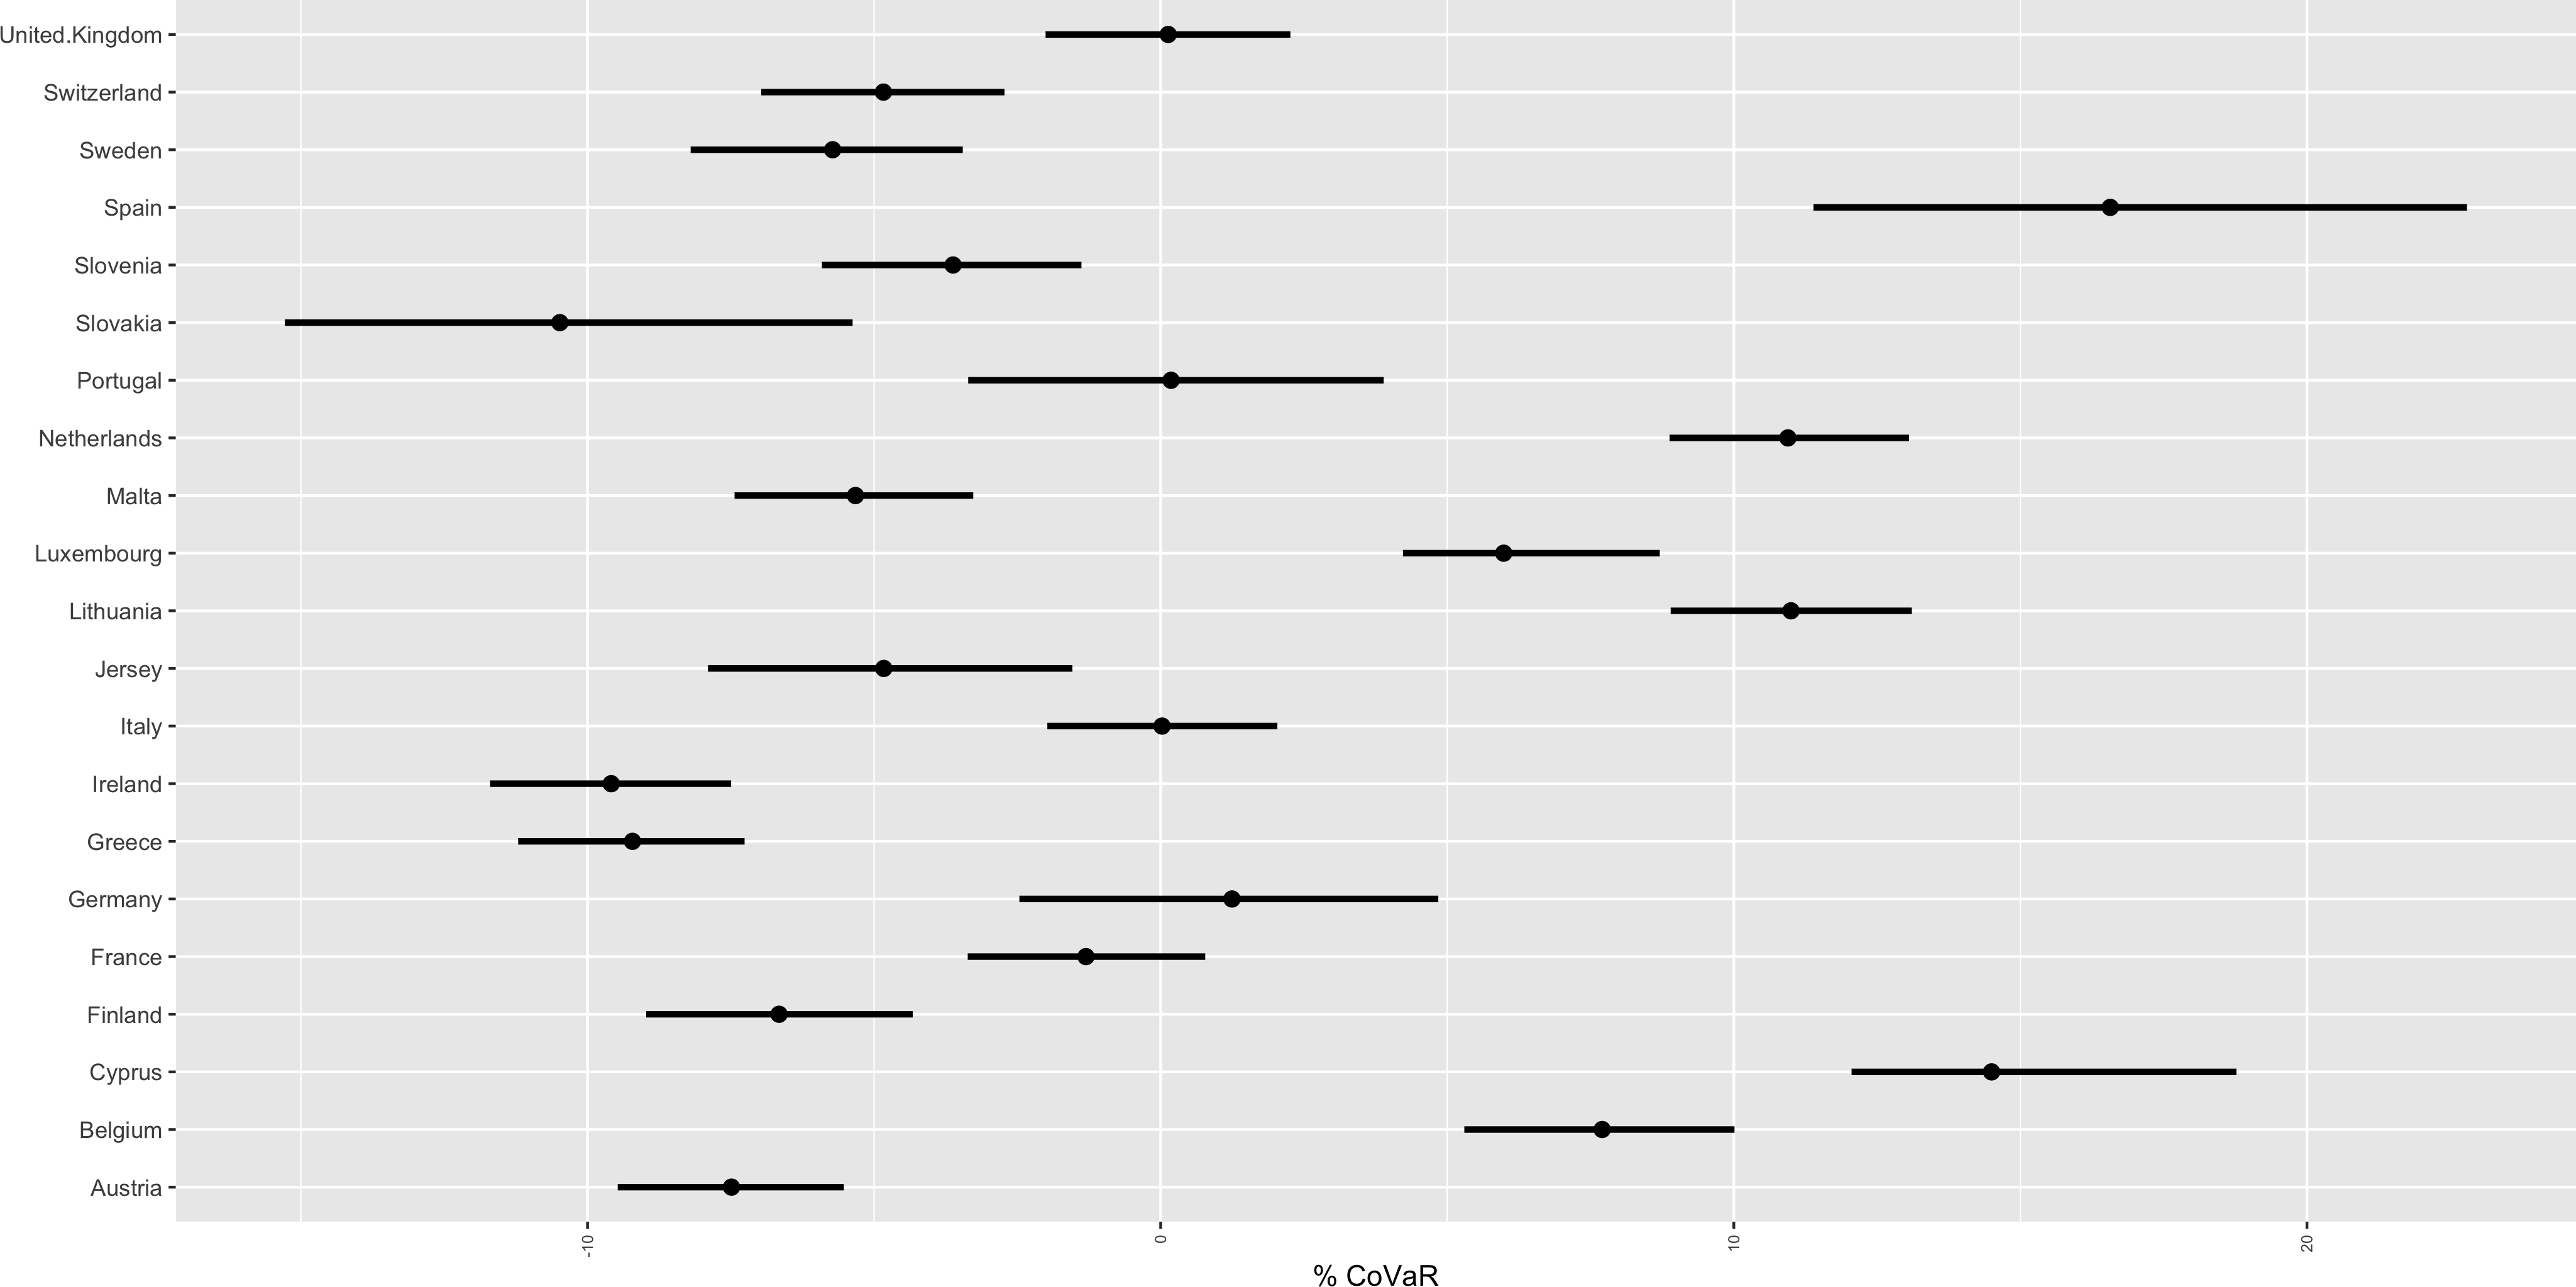 United.Kingdom
Switzerland
Sweden
Spain
Slovenia
Slovakia
Portugal
Netherlands
Malta
Luxembourg
Lithuania
Jersey
Italy
Ireland
Greece
Germany
France
Finland
Cyprus
Belgium
Austria
-10 0 10 20
% CoVaR